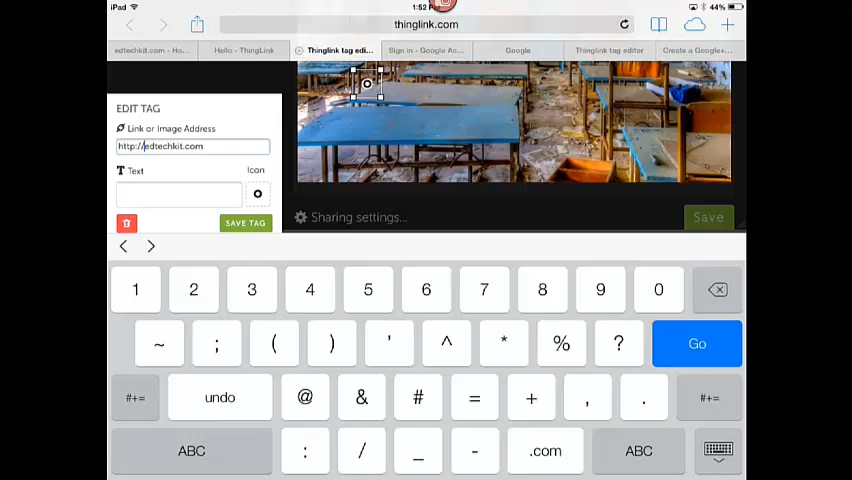 iPad 1:52 44%
thinglink.com
edtechkit.com - Ho... Hello - ThingLink Thinglink tag edi... Sign in - Google Ac... Google Thinglink tag editor Create a Google+...
EDIT TAG
Link or Image Address
http://edtechkit.com
Text Icon
SAVE TAG
Sharing settings... Save
1 2 3 4 5 6 7 8 9 0
~ ; ( ) ' ^ * % ? Go
#+= undo @ & # = + , . #+=
ABC : / _ - .com ABC